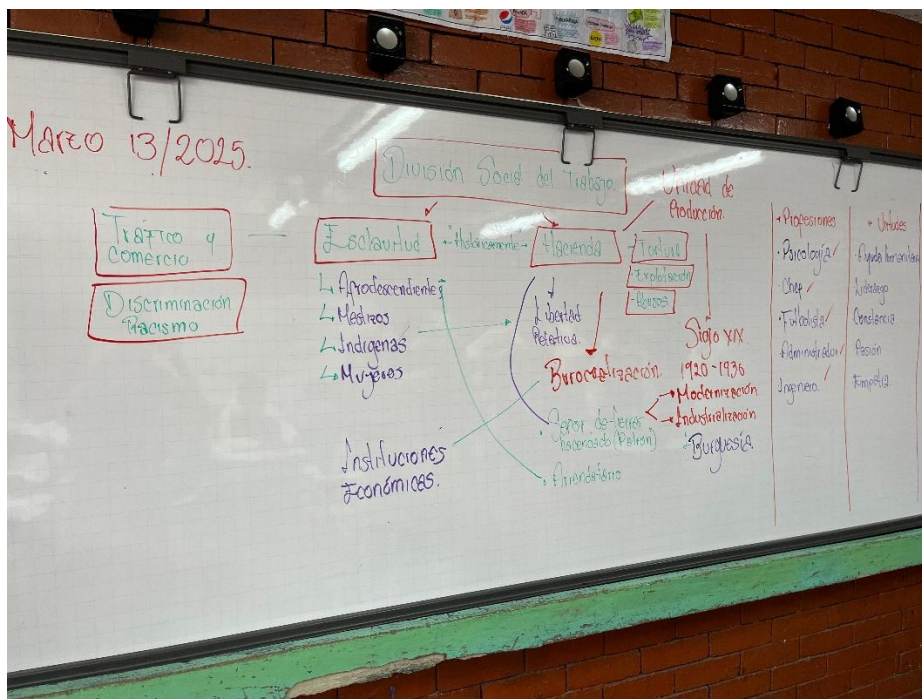 Marzo 13/2025.
División Social del Trabajo.
Unidad de
Producción.
Tráfico y
comercio
Discriminación
Racismo
Esclavitud
Históricamente
Hacienda
Tortura
Explotación
Abusos
Afrodescendientes
Mestizos
Indígenas
Mujeres
Libertad
Relativa.
Burocratización.
Siglo XIX
1920-1930
Modernización
Industrialización
Burguesía.
Señor de tierras
hacendado (Patrón)
Arrendatario
Instituciones
Económicas.
Profesiones
Psicología
Chef
Futbolista
Administrador
Ingeniero.
Virtudes
Ayuda Humanitaria
Liderazgo
Constancia
Pasión
Empatía.